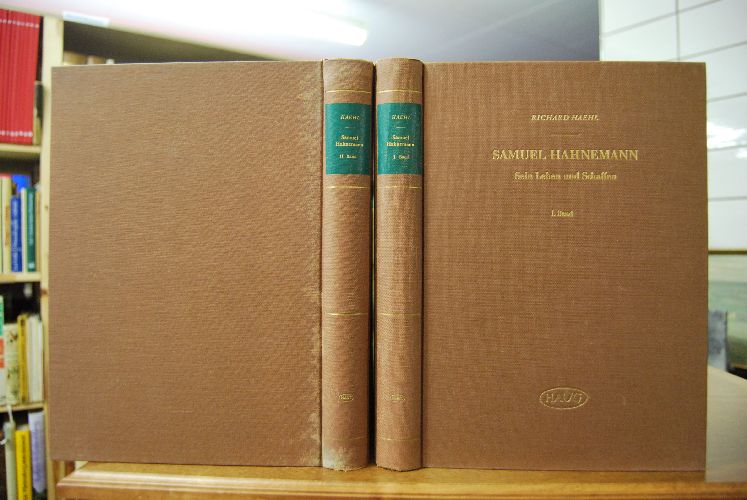 HAEHL
Samuel
Hahnemann
II. Band
HAEHL
Samuel
Hahnemann
I. Band
RICHARD HAEHL
SAMUEL HAHNEMANN
Sein Leben und Schaffen
I. Band
HAUG